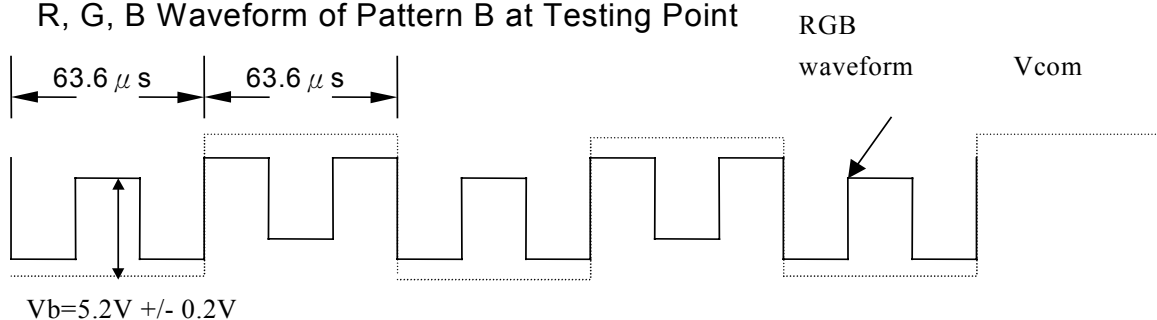 R, G, B Waveform of Pattern B at Testing Point
RGB
waveform
Vcom
63.6 μ s
63.6 μ s
Vb=5.2V +/- 0.2V